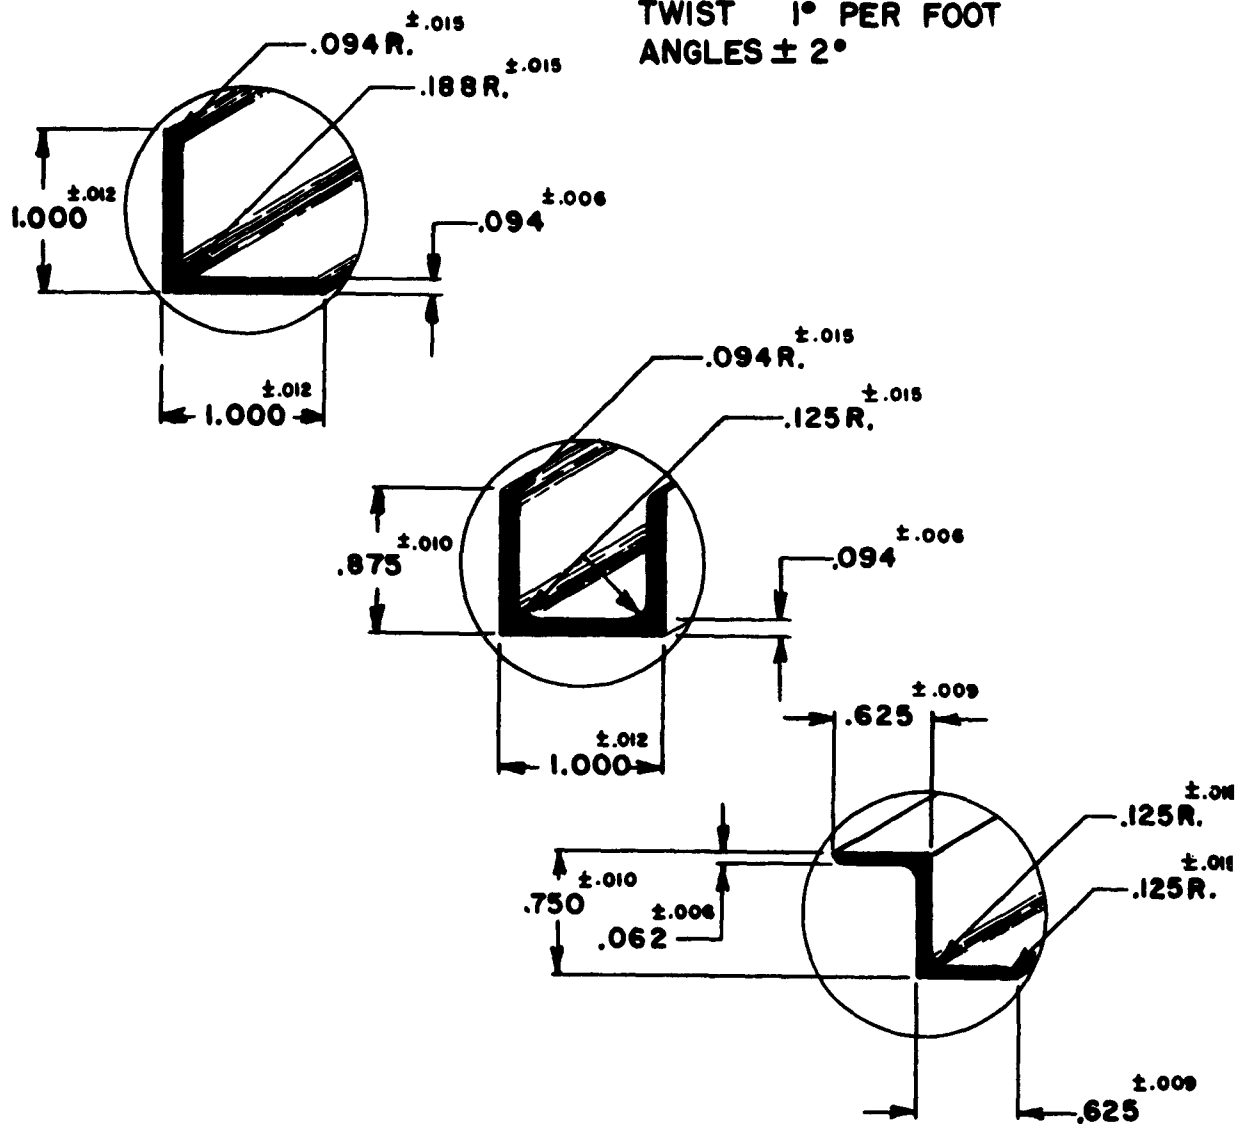 TWIST 1° PER FOOT
ANGLES ± 2°
.094 R. ±.015
.188 R. ±.015
1.000 ±.012
.094 ±.006
1.000 ±.012
.094 R. ±.015
.125 R. ±.015
.875 ±.010
.094 ±.006
1.000 ±.012
.625 ±.009
.125 R.
.125 R.
.750 ±.010
.062 ±.006
.625 ±.009